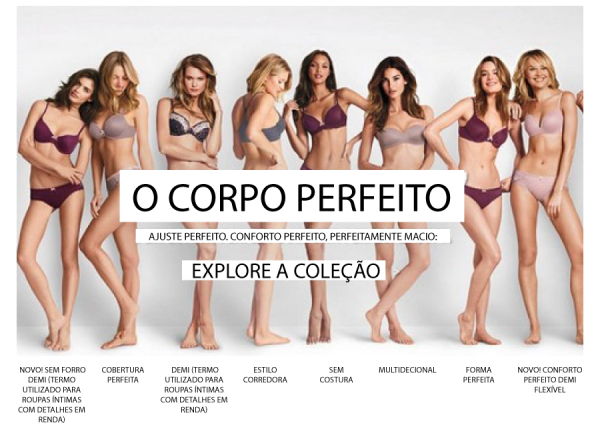 O CORPO PERFEITO
AJUSTE PERFEITO. CONFORTO PERFEITO, PERFEITAMENTE MACIO:
EXPLORE A COLEÇÃO
NOVO! SEM FORRO
DEMI (TERMO
UTILIZADO PARA
ROUPAS ÍNTIMAS
COM DETALHES EM
RENDA)
COBERTURA
PERFEITA
DEMI (TERMO
UTILIZADO PARA
ROUPAS ÍNTIMAS
COM DETALHES EM
RENDA)
ESTILO
CORREDORA
SEM
COSTURA
MULTIDECIONAL
FORMA
PERFEITA
NOVO! CONFORTO
PERFEITO DEMI
FLEXÍVEL